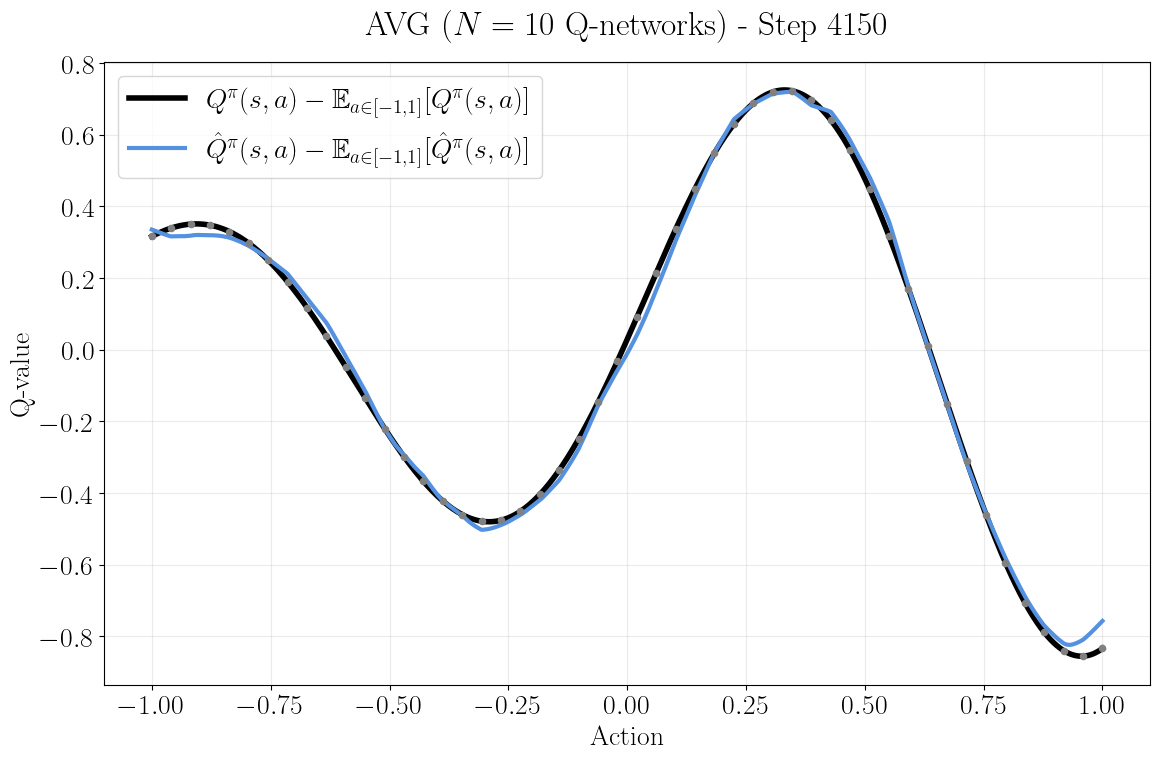 AVG (N = 10 Q-networks) - Step 4150
Q^π(s, a) − 𝔼_{a∈[−1,1]}[Q^π(s, a)]
Q̂^π(s, a) − 𝔼_{a∈[−1,1]}[Q̂^π(s, a)]
0.8
0.6
0.4
0.2
0.0
−0.2
−0.4
−0.6
−0.8
Q-value
−1.00 −0.75 −0.50 −0.25 0.00 0.25 0.50 0.75 1.00
Action